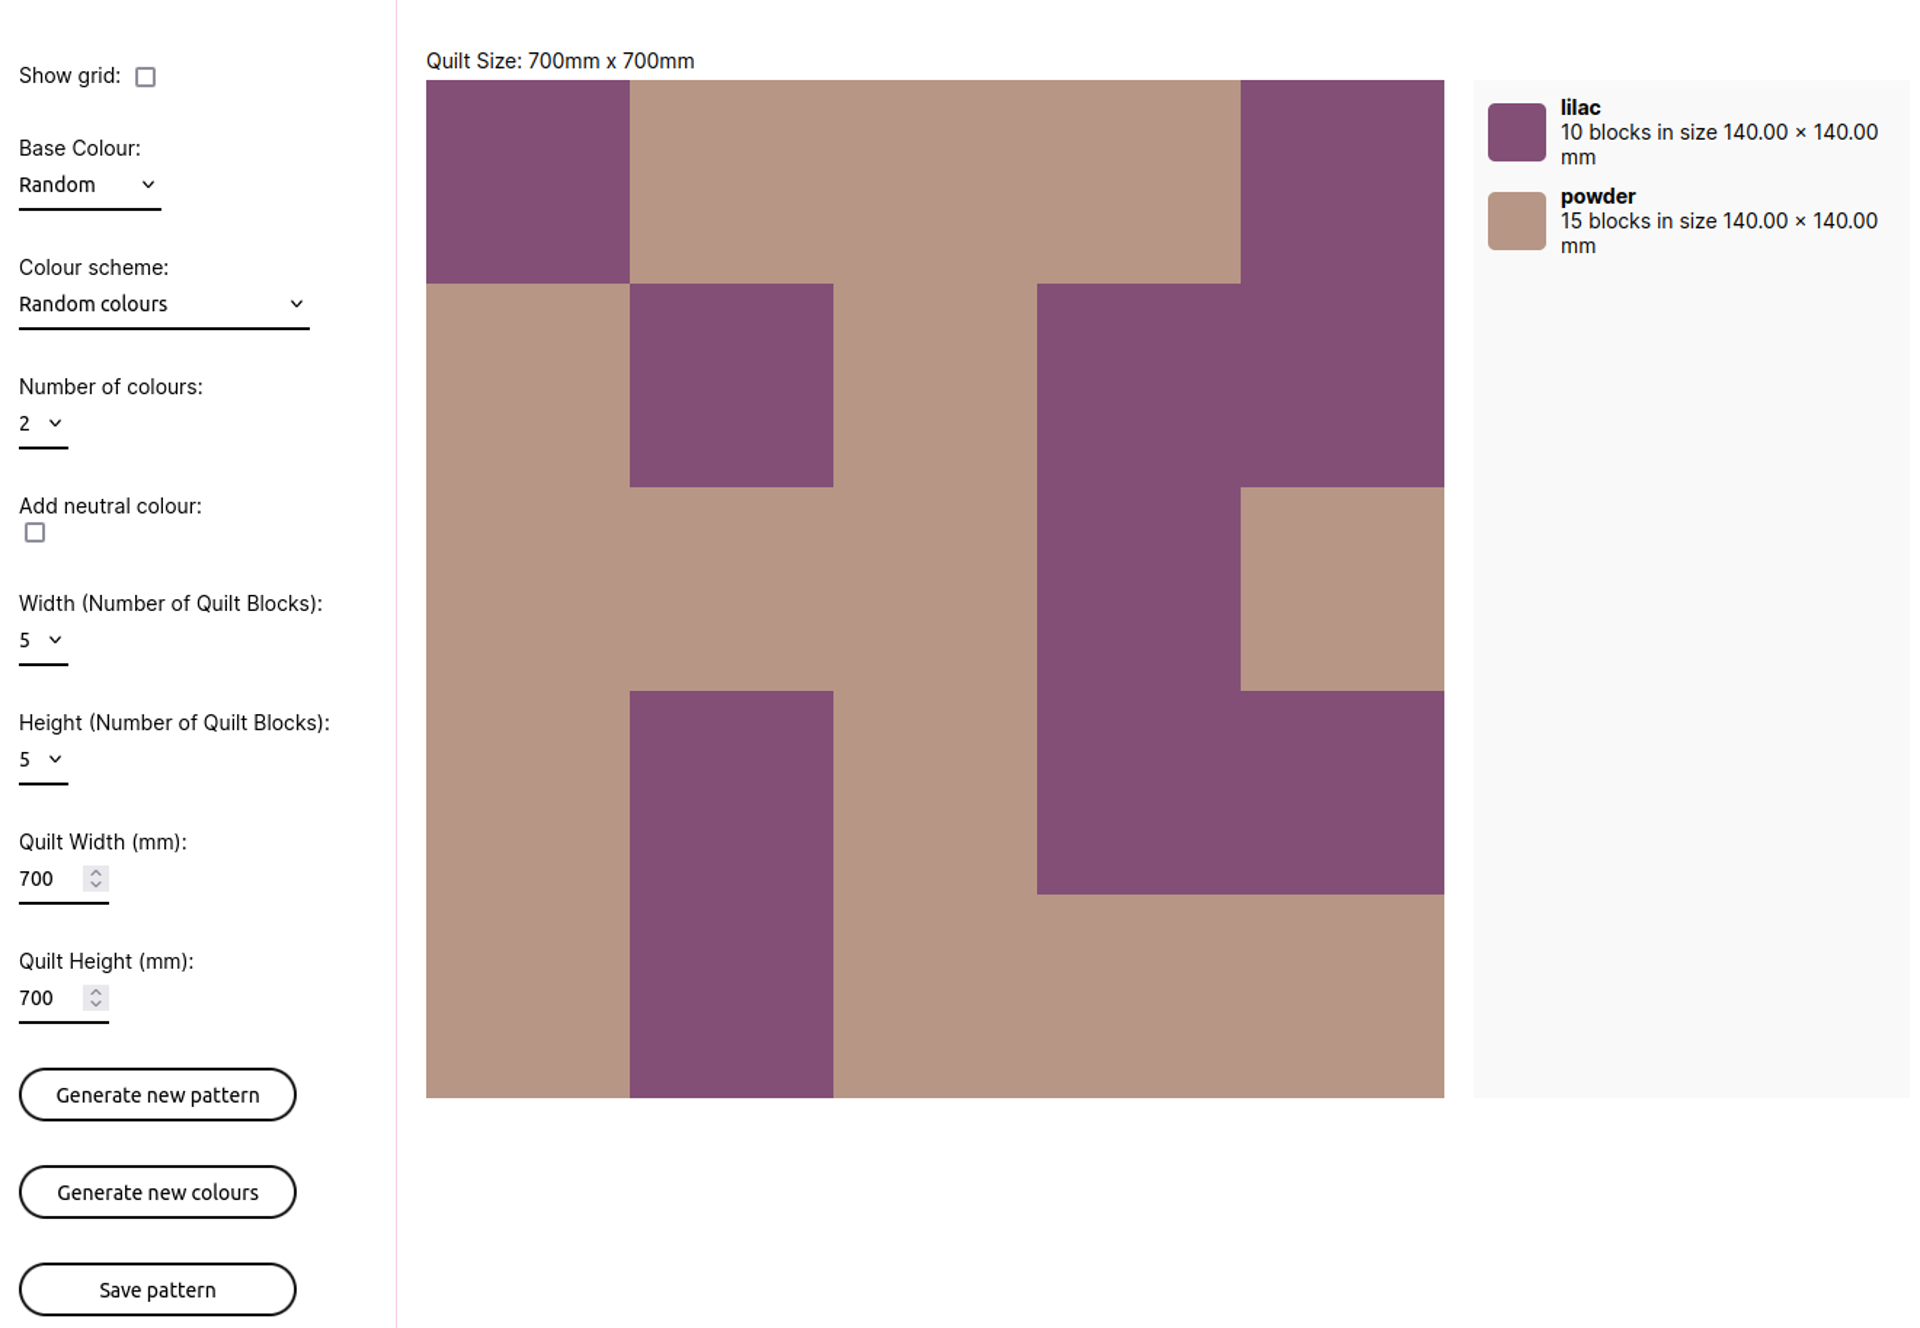 Show grid:
Base Colour:
Random
Colour scheme:
Random colours
Number of colours:
2
Add neutral colour:
Width (Number of Quilt Blocks):
5
Height (Number of Quilt Blocks):
5
Quilt Width (mm):
700
Quilt Height (mm):
700
Generate new pattern
Generate new colours
Save pattern
Quilt Size: 700mm x 700mm
lilac
10 blocks in size 140.00 × 140.00
mm
powder
15 blocks in size 140.00 × 140.00
mm